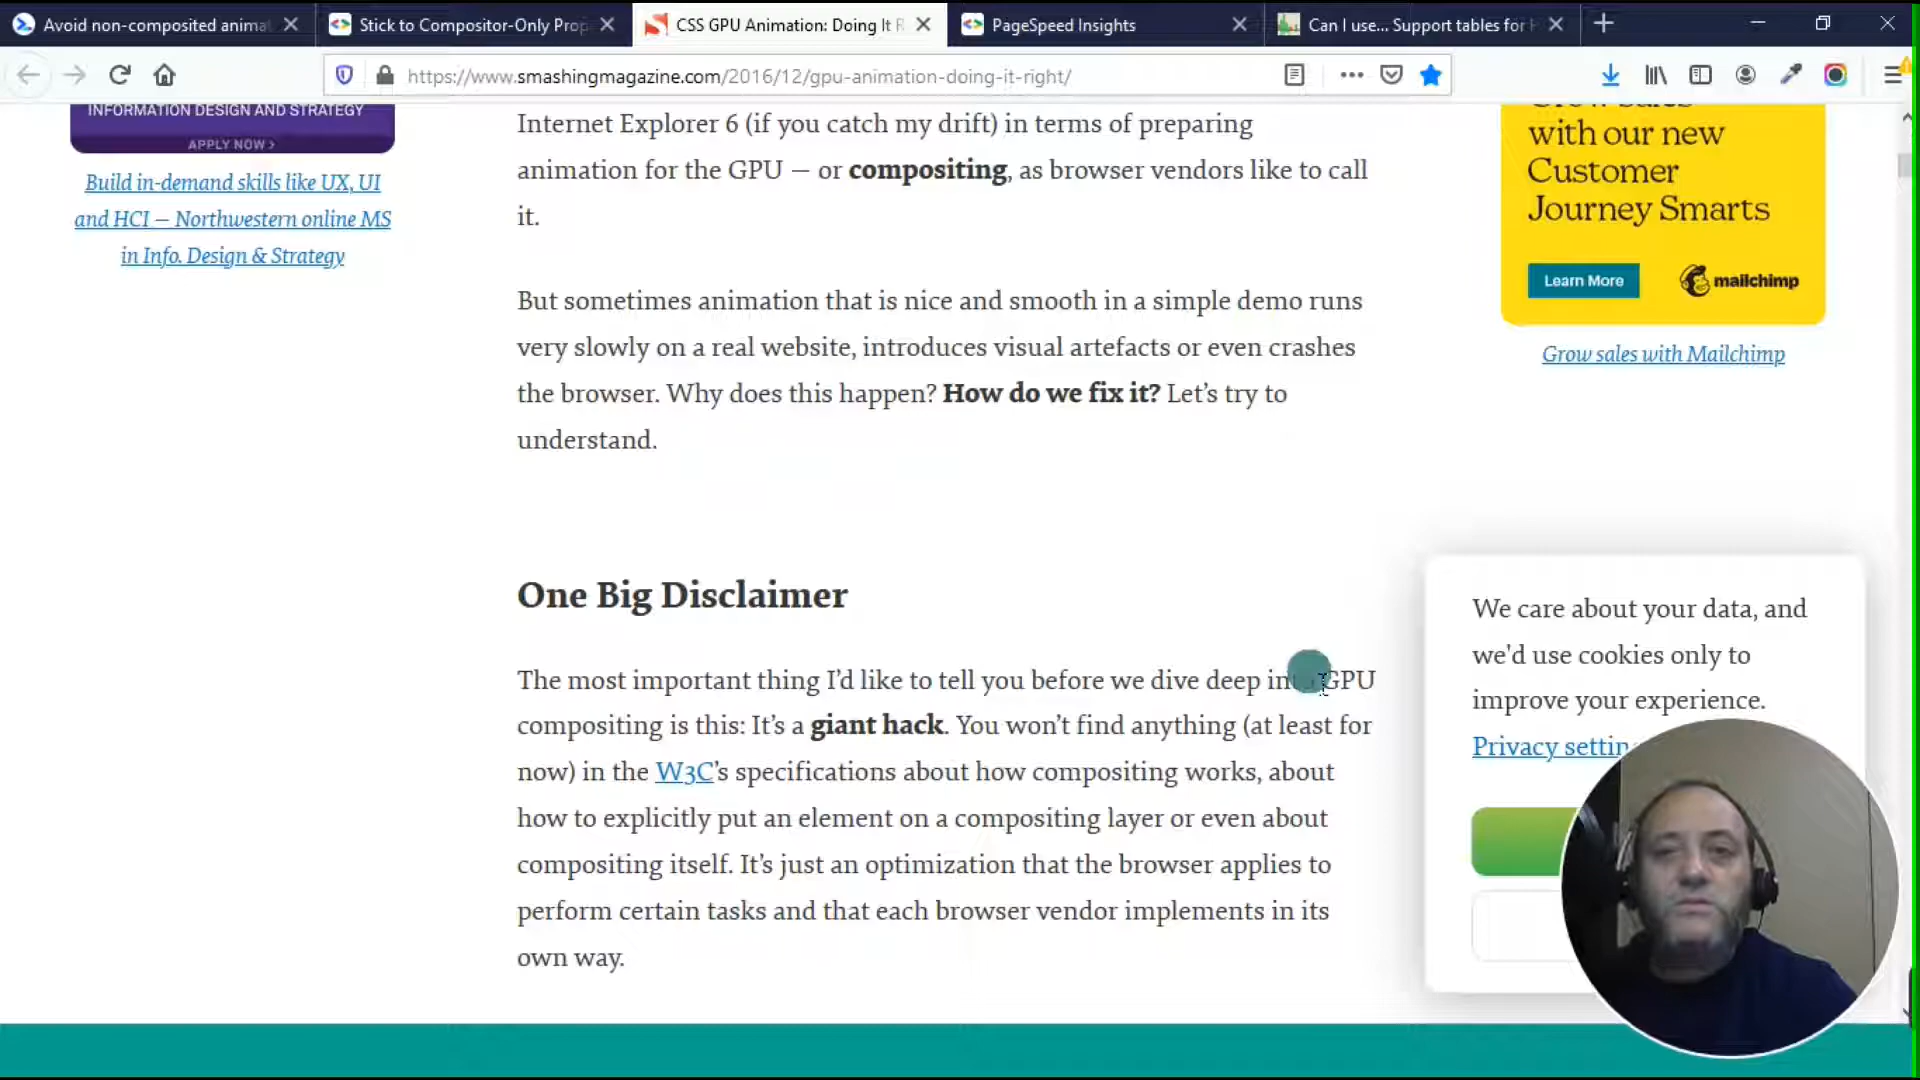 Avoid non-composited anima
Stick to Compositor-Only Prop
CSS GPU Animation: Doing It R
PageSpeed Insights
Can I use... Support tables for H
https://www.smashingmagazine.com/2016/12/gpu-animation-doing-it-right/
INFORMATION DESIGN AND STRATEGY
APPLY NOW >
Build in-demand skills like UX, UI
and HCI — Northwestern online MS
in Info. Design & Strategy
Internet Explorer 6 (if you catch my drift) in terms of preparing
animation for the GPU — or compositing, as browser vendors like to call
it.
But sometimes animation that is nice and smooth in a simple demo runs
very slowly on a real website, introduces visual artefacts or even crashes
the browser. Why does this happen? How do we fix it? Let's try to
understand.
One Big Disclaimer
The most important thing I'd like to tell you before we dive deep into GPU
compositing is this: It's a giant hack. You won't find anything (at least for
now) in the W3C's specifications about how compositing works, about
how to explicitly put an element on a compositing layer or even about
compositing itself. It's just an optimization that the browser applies to
perform certain tasks and that each browser vendor implements in its
own way.
Grow sales
with our new
Customer
Journey Smarts
Learn More
mailchimp
Grow sales with Mailchimp
We care about your data, and
we'd use cookies only to
improve your experience.
Privacy settin